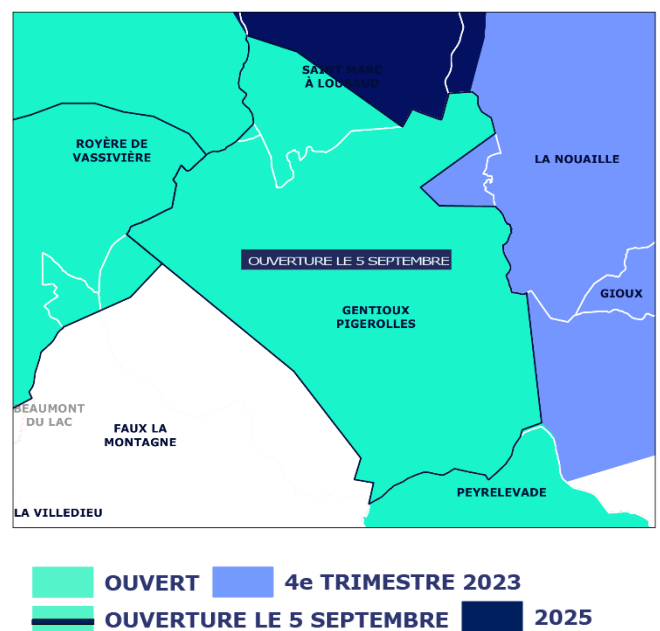 SAINT MARC
À LOUBAUD
ROYÈRE DE
VASSIVIÈRE
LA NOUAILLE
OUVERTURE LE 5 SEPTEMBRE
GIOUX
GENTIOUX
PIGEROLLES
BEAUMONT
DU LAC
FAUX LA
MONTAGNE
PEYRELEVADE
LA VILLEDIEU
OUVERT
4e TRIMESTRE 2023
OUVERTURE LE 5 SEPTEMBRE
2025